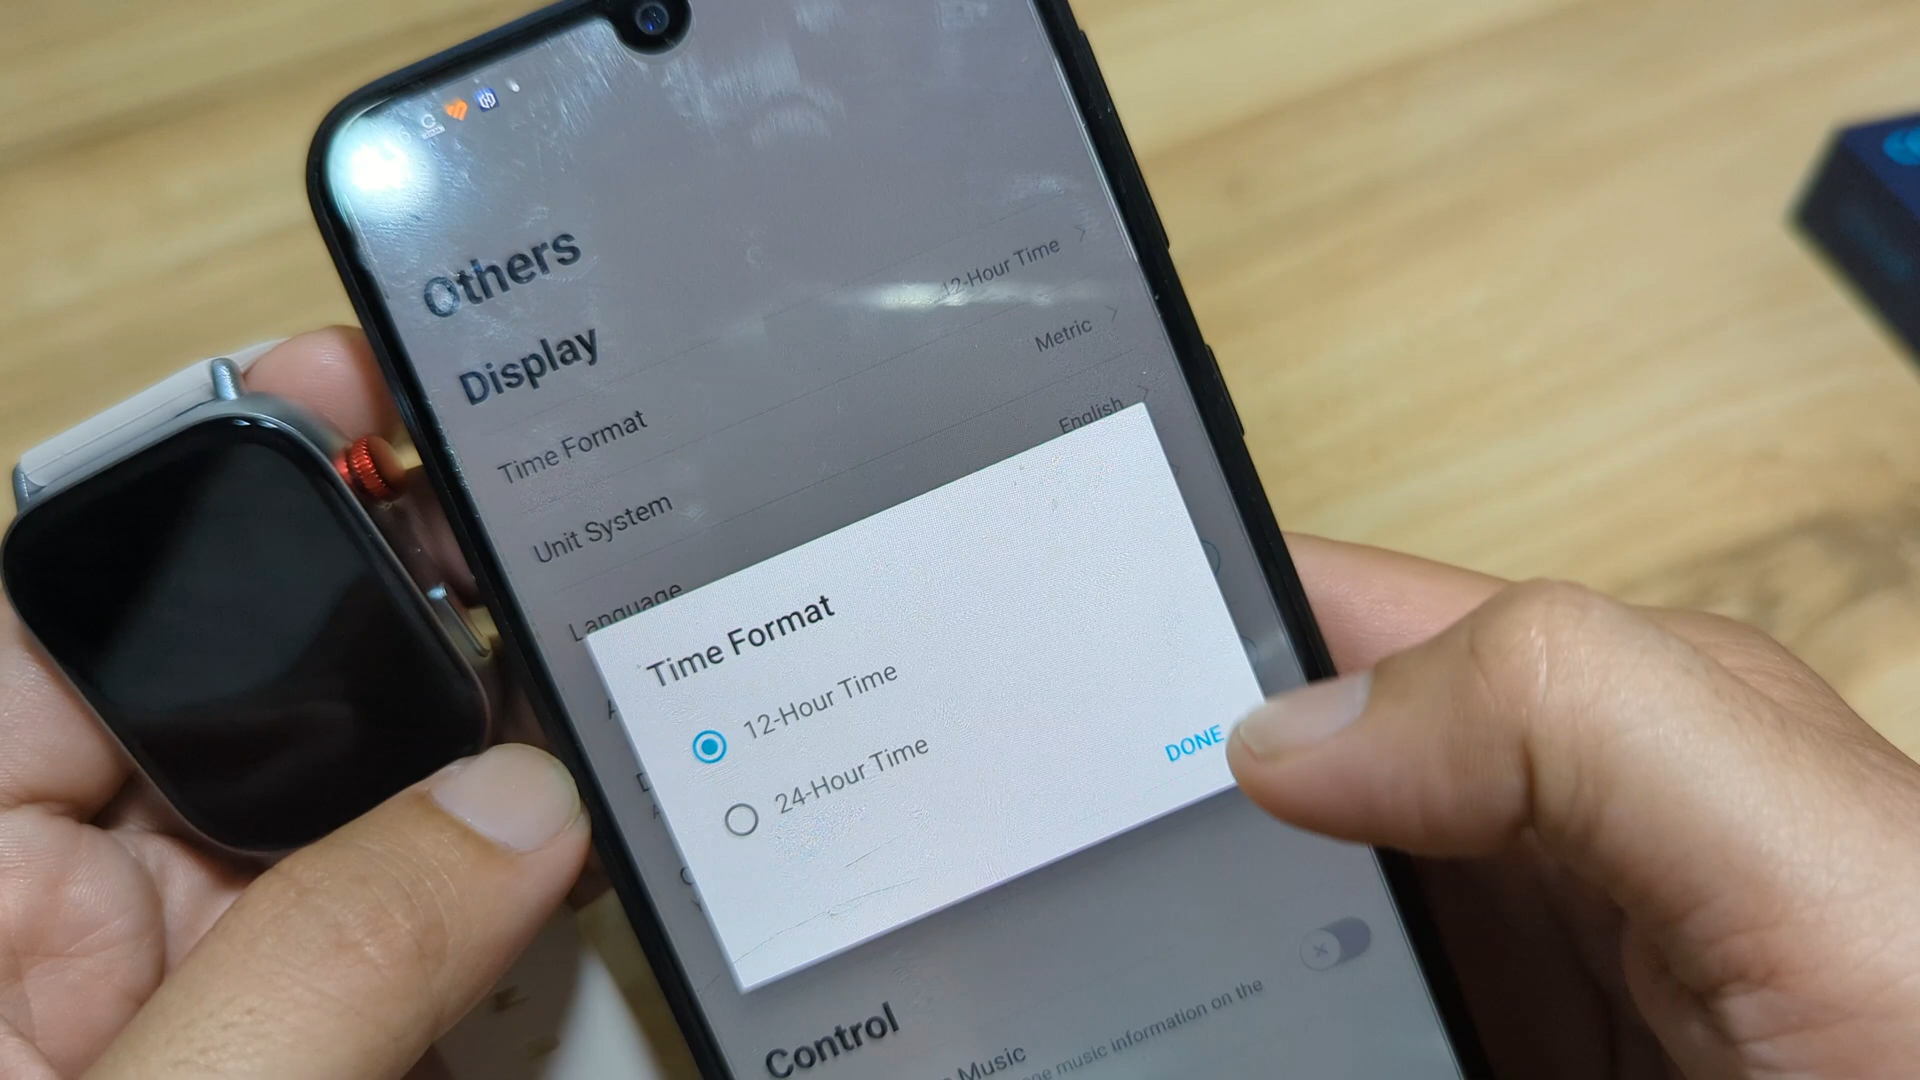 Others
Display
Time Format 12-Hour Time
Unit System Metric
Language English
Time Format
12-Hour Time
24-Hour Time
DONE
Control
Music
music information on the